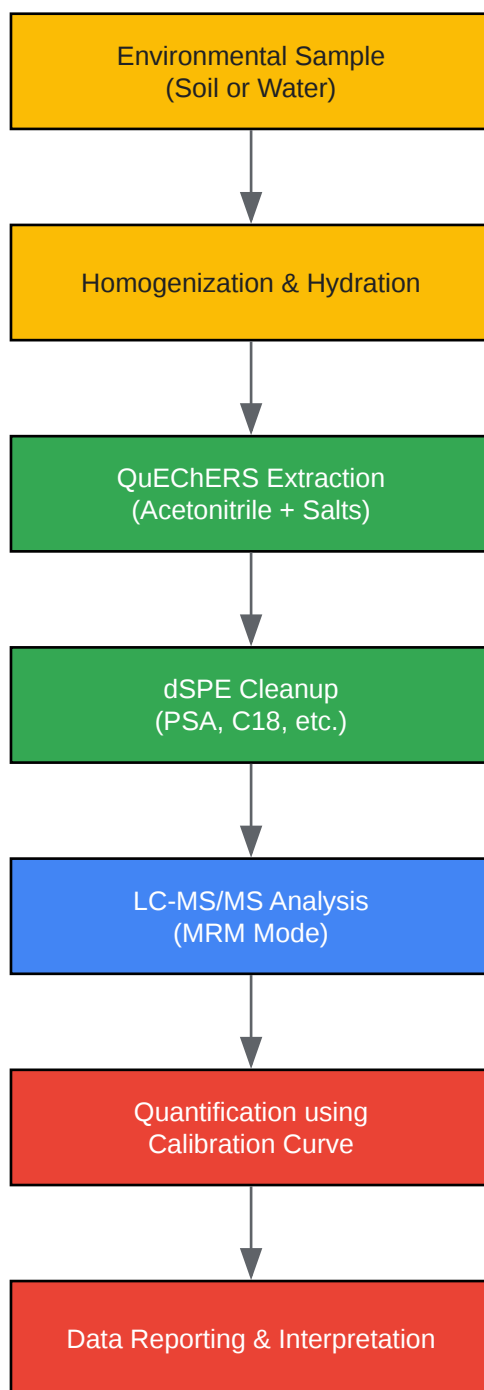 Environmental Sample
(Soil or Water)
Homogenization & Hydration
QuEChERS Extraction
(Acetonitrile + Salts)
dSPE Cleanup
(PSA, C18, etc.)
LC-MS/MS Analysis
(MRM Mode)
Quantification using
Calibration Curve
Data Reporting & Interpretation